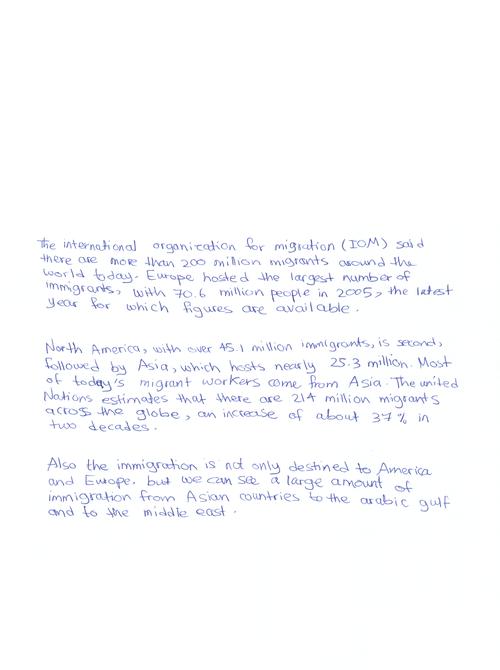 The international organization for migration (IOM) said
there are more than 200 million migrants around the
world today. Europe hosted the largest number of
immigrants, with 70.6 million people in 2005, the latest
year for which figures are available.
North America, with over 45.1 million immigrants, is second,
followed by Asia, which hosts nearly 25.3 million. Most
of today's migrant workers come from Asia. The united
Nations estimates that there are 214 million migrants
across the globe, an increase of about 37% in
two decades.
Also the immigration is not only destined to America
and Europe. but we can see a large amount of
immigration from Asian countries to the arabic gulf
and to the middle east.